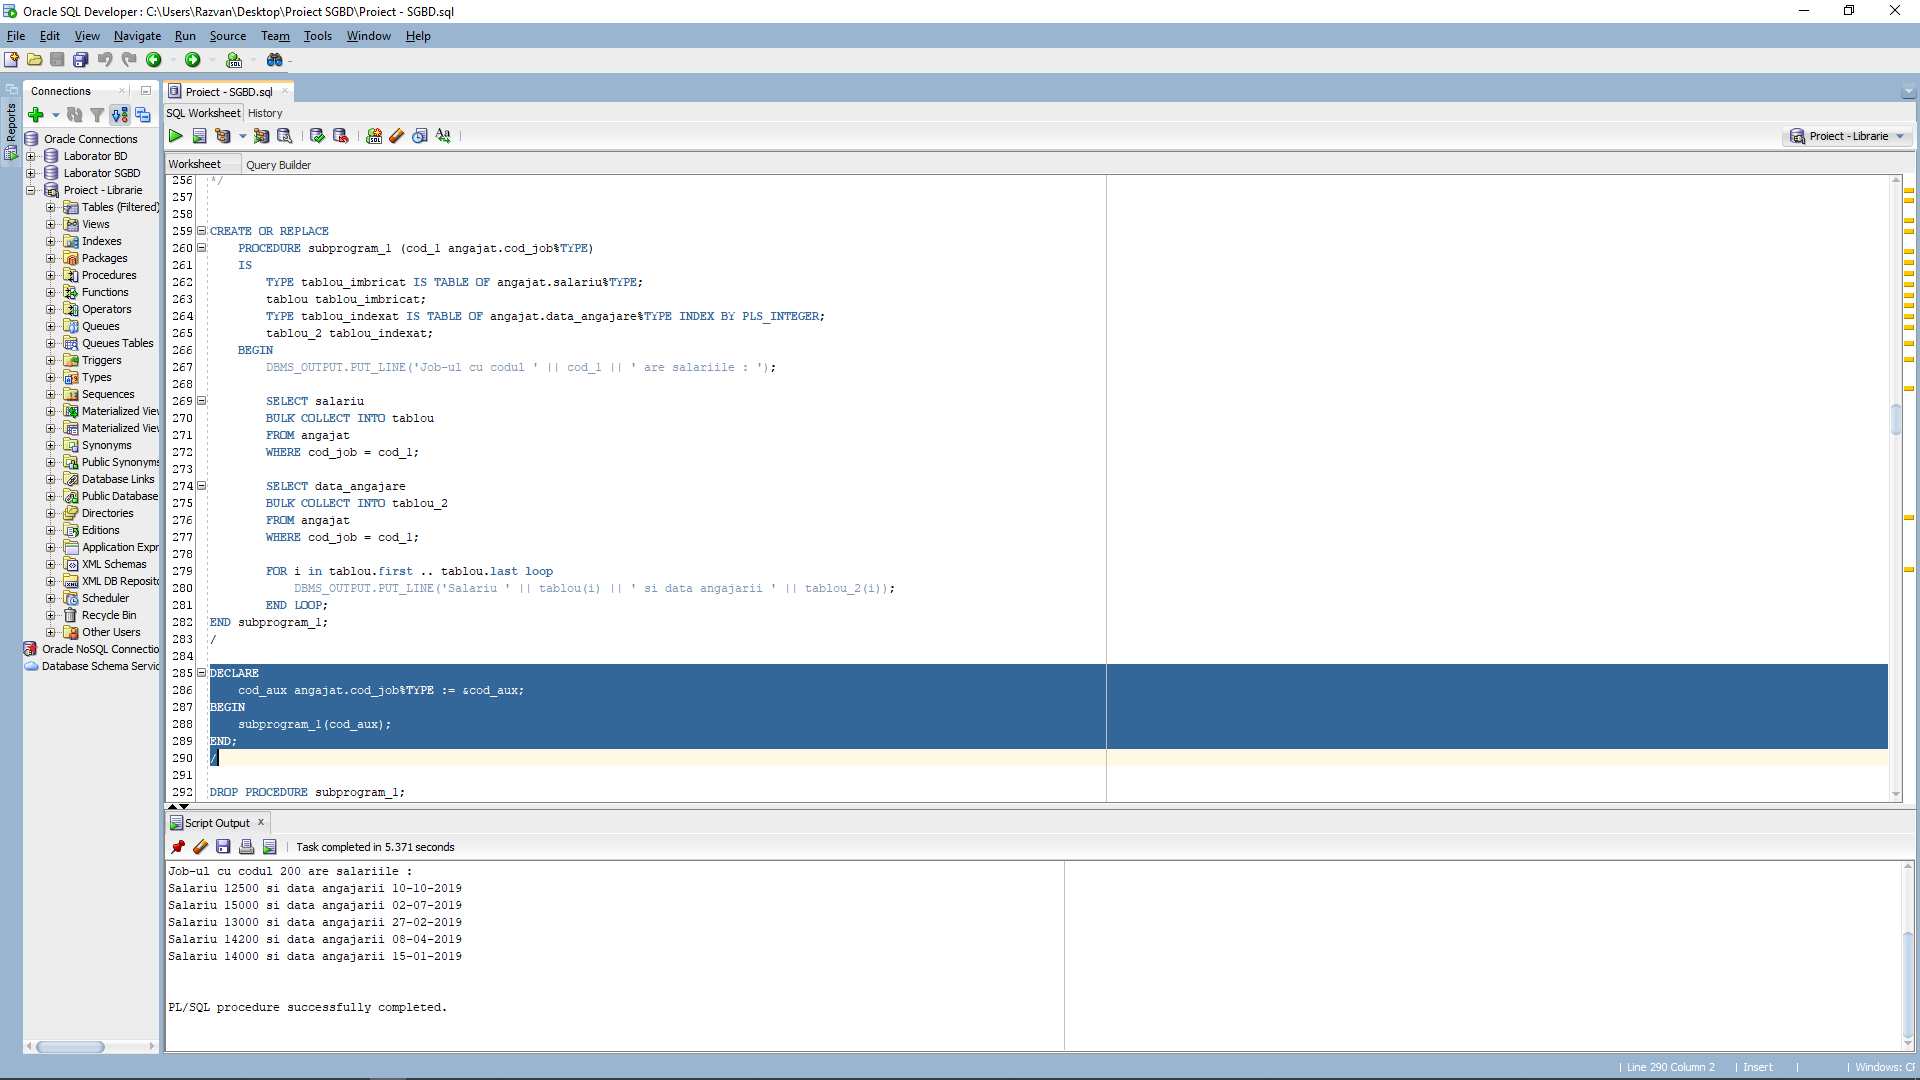 Oracle SQL Developer : C:\Users\Razvan\Desktop\Proiect SGBD\Proiect - SGBD.sql
File Edit View Navigate Run Source Team Tools Window Help
Reports
Connections
Oracle Connections
Laborator BD
Laborator SGBD
Proiect - Librarie
Tables (Filtered)
Views
Indexes
Packages
Procedures
Functions
Operators
Queues
Queues Tables
Triggers
Types
Sequences
Materialized Vie
Materialized Vie
Synonyms
Public Synonyms
Database Links
Public Database
Directories
Editions
Application Expr
XML Schemas
XML DB Reposito
Scheduler
Recycle Bin
Other Users
Oracle NoSQL Connectio
Database Schema Servic
Proiect - SGBD.sql
SQL Worksheet History
Proiect - Librarie
Worksheet Query Builder
256 */
257
258
259 CREATE OR REPLACE
260 PROCEDURE subprogram_1 (cod_1 angajat.cod_job%TYPE)
261 IS
262 TYPE tablou_imbricat IS TABLE OF angajat.salariu%TYPE;
263 tablou tablou_imbricat;
264 TYPE tablou_indexat IS TABLE OF angajat.data_angajare%TYPE INDEX BY PLS_INTEGER;
265 tablou_2 tablou_indexat;
266 BEGIN
267 DBMS_OUTPUT.PUT_LINE('Job-ul cu codul ' || cod_1 || ' are salariile : ');
268
269 SELECT salariu
270 BULK COLLECT INTO tablou
271 FROM angajat
272 WHERE cod_job = cod_1;
273
274 SELECT data_angajare
275 BULK COLLECT INTO tablou_2
276 FROM angajat
277 WHERE cod_job = cod_1;
278
279 FOR i in tablou.first .. tablou.last loop
280 DBMS_OUTPUT.PUT_LINE('Salariu ' || tablou(i) || ' si data angajarii ' || tablou_2(i));
281 END LOOP;
282 END subprogram_1;
283 /
284
285 DECLARE
286 cod_aux angajat.cod_job%TYPE := &cod_aux;
287 BEGIN
288 subprogram_1(cod_aux);
289 END;
290 /
291
292 DROP PROCEDURE subprogram_1;
Script Output
Task completed in 5.371 seconds
Job-ul cu codul 200 are salariile :
Salariu 12500 si data angajarii 10-10-2019
Salariu 15000 si data angajarii 02-07-2019
Salariu 13000 si data angajarii 27-02-2019
Salariu 14200 si data angajarii 08-04-2019
Salariu 14000 si data angajarii 15-01-2019
PL/SQL procedure successfully completed.
Line 290 Column 2 Insert Windows: CF